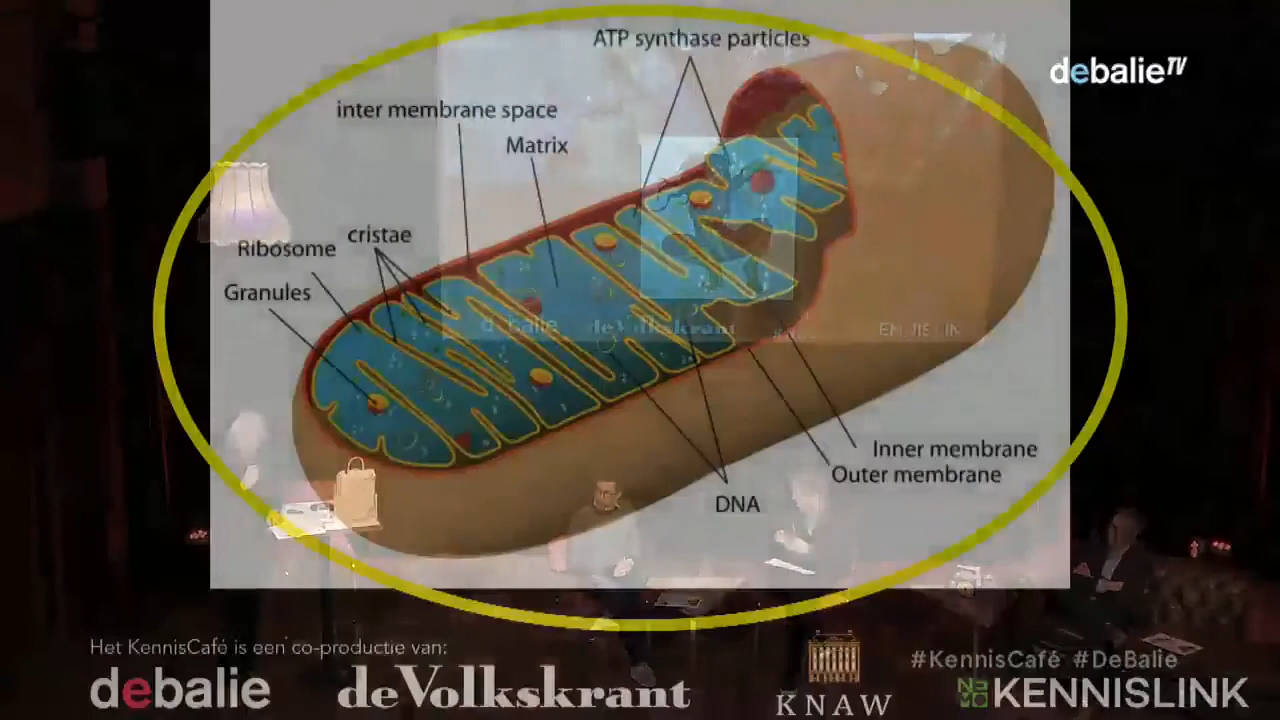 ATP synthase particles
debalieTV
inter membrane space
Matrix
cristae
Ribosome
Granules
debalie
deVolkskrant
Inner membrane
Outer membrane
DNA
Het KennisCafé is een co-productie van:
debalie
deVolkskrant
KNAW
#KennisCafé #DeBalie
NEMO KENNISLINK